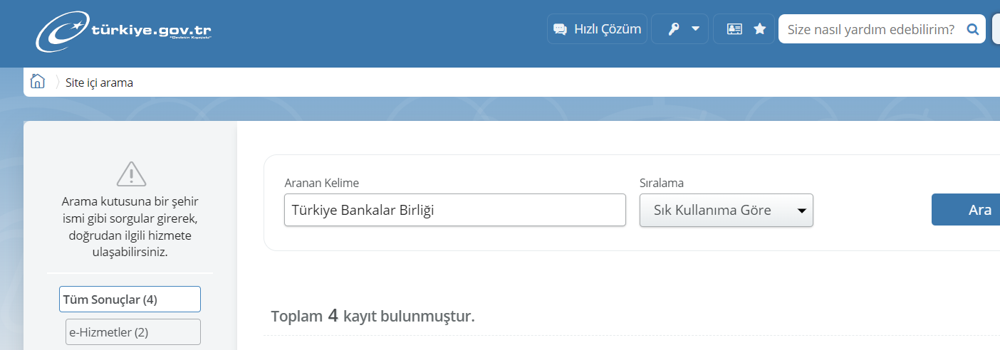 türkiye.gov.tr
"Devletin Kısayolu"
Hızlı Çözüm
Size nasıl yardım edebilirim?
Site içi arama
Arama kutusuna bir şehir
ismi gibi sorgular girerek,
doğrudan ilgili hizmete
ulaşabilirsiniz.
Tüm Sonuçlar (4)
e-Hizmetler (2)
Aranan Kelime
Türkiye Bankalar Birliği
Sıralama
Sık Kullanıma Göre
Ara
Toplam 4 kayıt bulunmuştur.